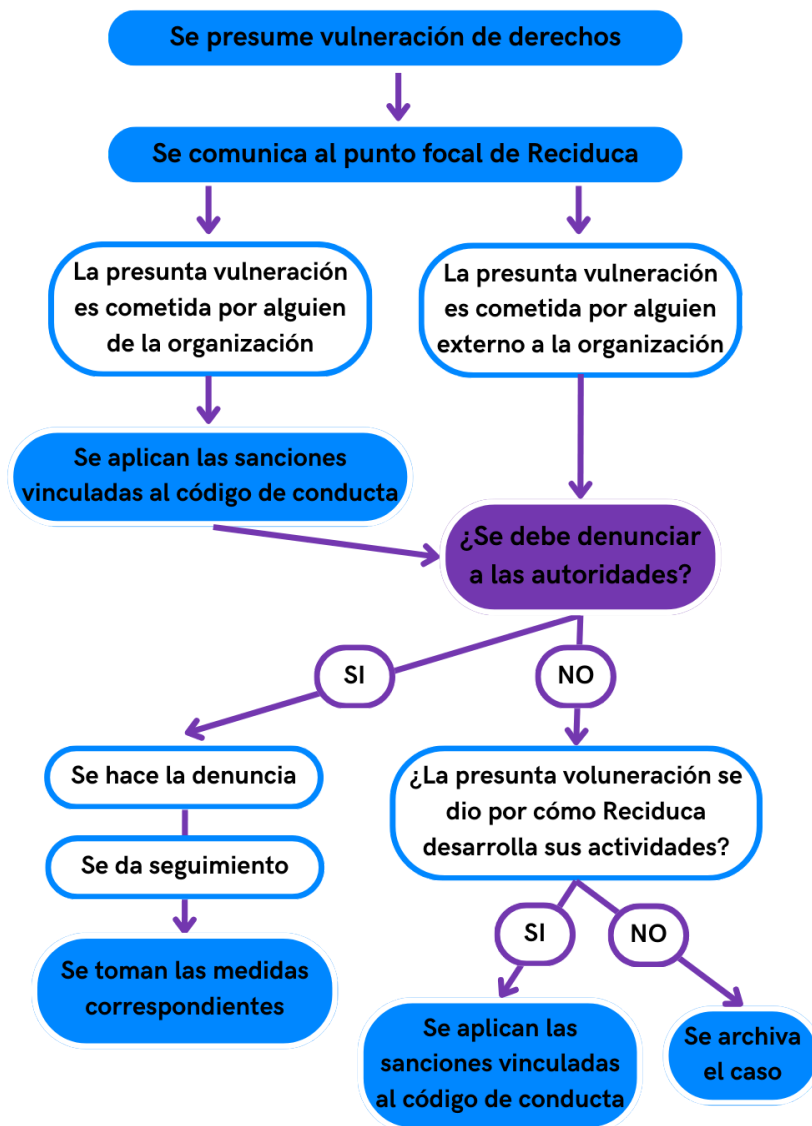 Se presume vulneración de derechos
Se comunica al punto focal de Reciduca
La presunta vulneración
es cometida por alguien
de la organización
La presunta vulneración
es cometida por alguien
externo a la organización
Se aplican las sanciones
vinculadas al código de conducta
¿Se debe denunciar
a las autoridades?
SI
NO
Se hace la denuncia
Se da seguimiento
Se toman las medidas
correspondientes
¿La presunta voluneración se
dio por cómo Reciduca
desarrolla sus actividades?
SI
NO
Se aplican las
sanciones vinculadas
al código de conducta
Se archiva
el caso